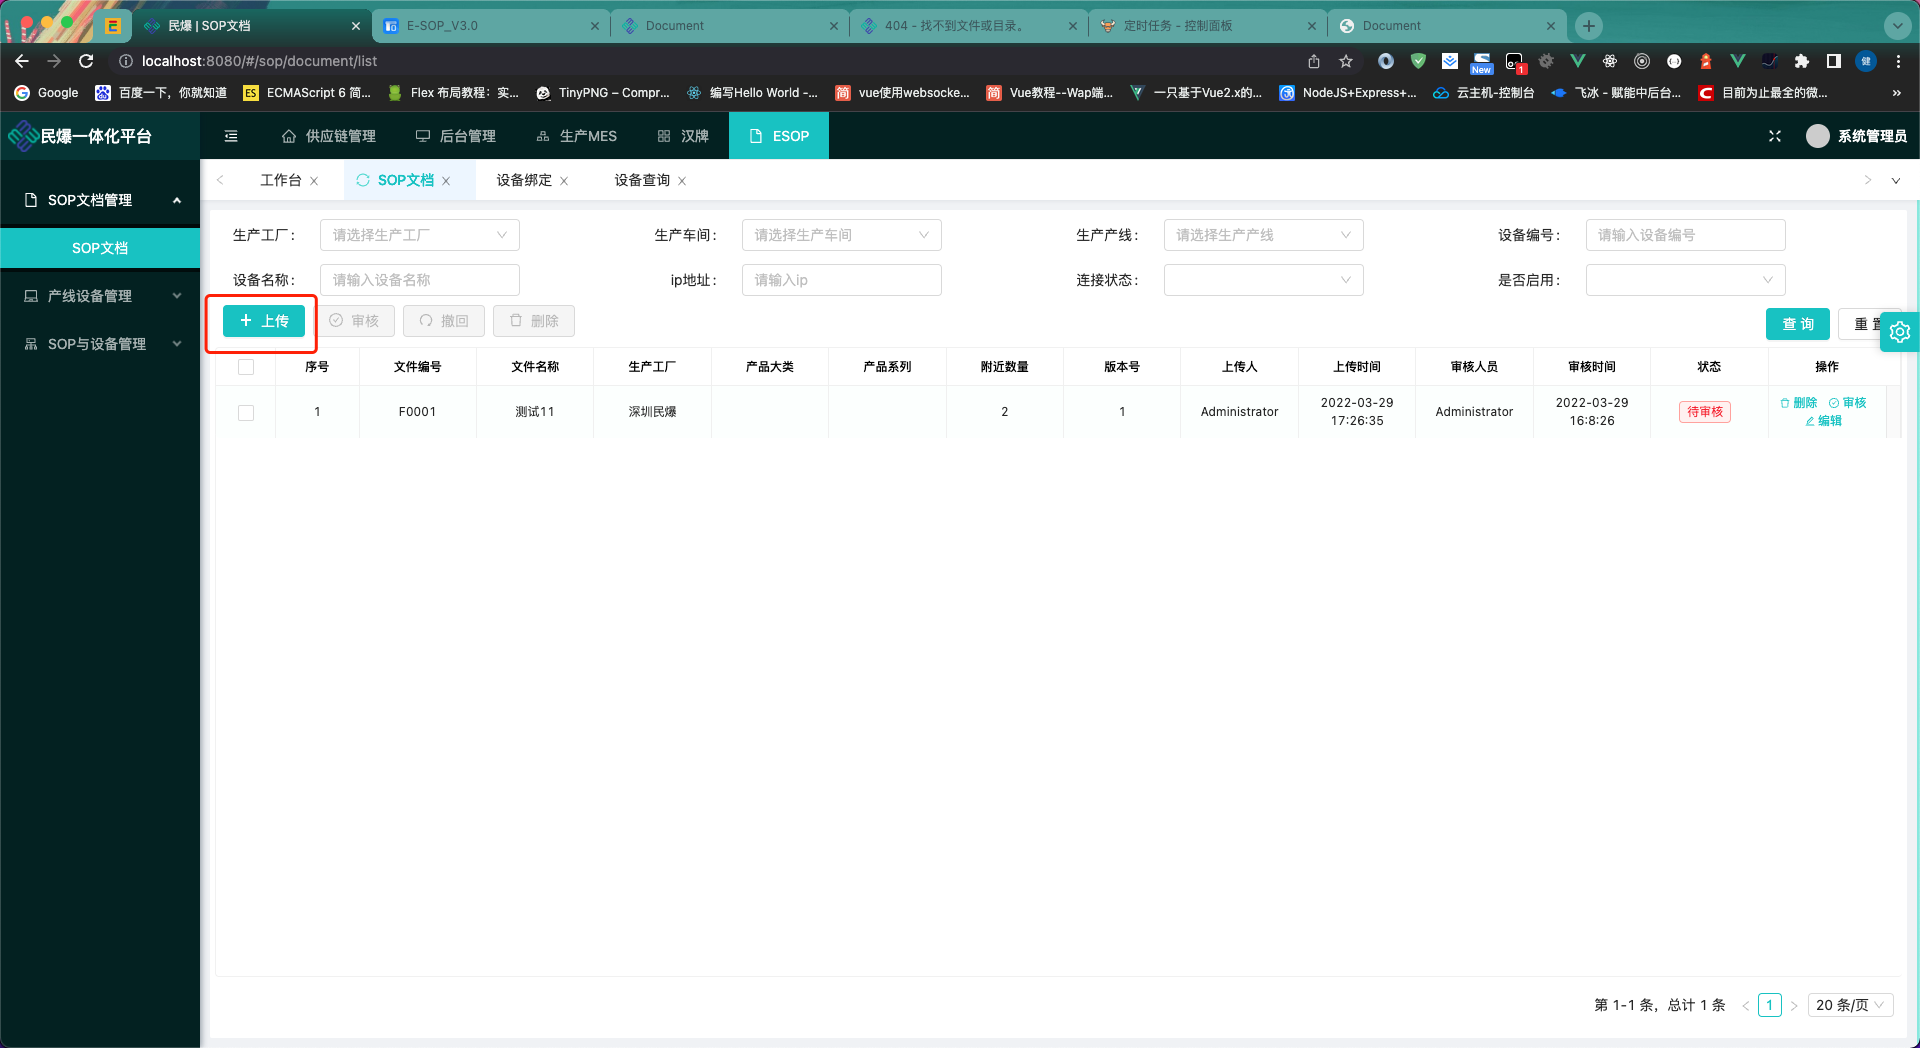 民爆 | SOP文档
E-SOP_V3.0
Document
404 - 找不到文件或目录。
定时任务 - 控制面板
Document
localhost:8080/#/sop/document/list
New
1
健
Google
百度一下，你就知道
ES ECMAScript 6 简...
Flex 布局教程：实...
TinyPNG – Compr...
编写Hello World -...
简 vue使用websocke...
简 Vue教程--Wap端...
一只基于Vue2.x的...
NodeJS+Express+...
云主机-控制台
飞冰 - 赋能中后台...
C 目前为止最全的微...
»
民爆一体化平台
供应链管理
后台管理
生产MES
汉牌
ESOP
系统管理员
SOP文档管理
SOP文档
产线设备管理
SOP与设备管理
工作台
SOP文档
设备绑定
设备查询
生产工厂： 请选择生产工厂
生产车间： 请选择生产车间
生产产线： 请选择生产产线
设备编号： 请输入设备编号
设备名称： 请输入设备名称
ip地址： 请输入ip
连接状态：
是否启用：
+ 上传
审核
撤回
删除
查 询
重 置
序号 文件编号 文件名称 生产工厂 产品大类 产品系列 附近数量 版本号 上传人 上传时间 审核人员 审核时间 状态 操作
1 F0001 测试11 深圳民爆 2 1 Administrator 2022-03-29 17:26:35 Administrator 2022-03-29 16:8:26 待审核 删除 审核 编辑
第 1-1 条，总计 1 条 < 1 > 20 条/页